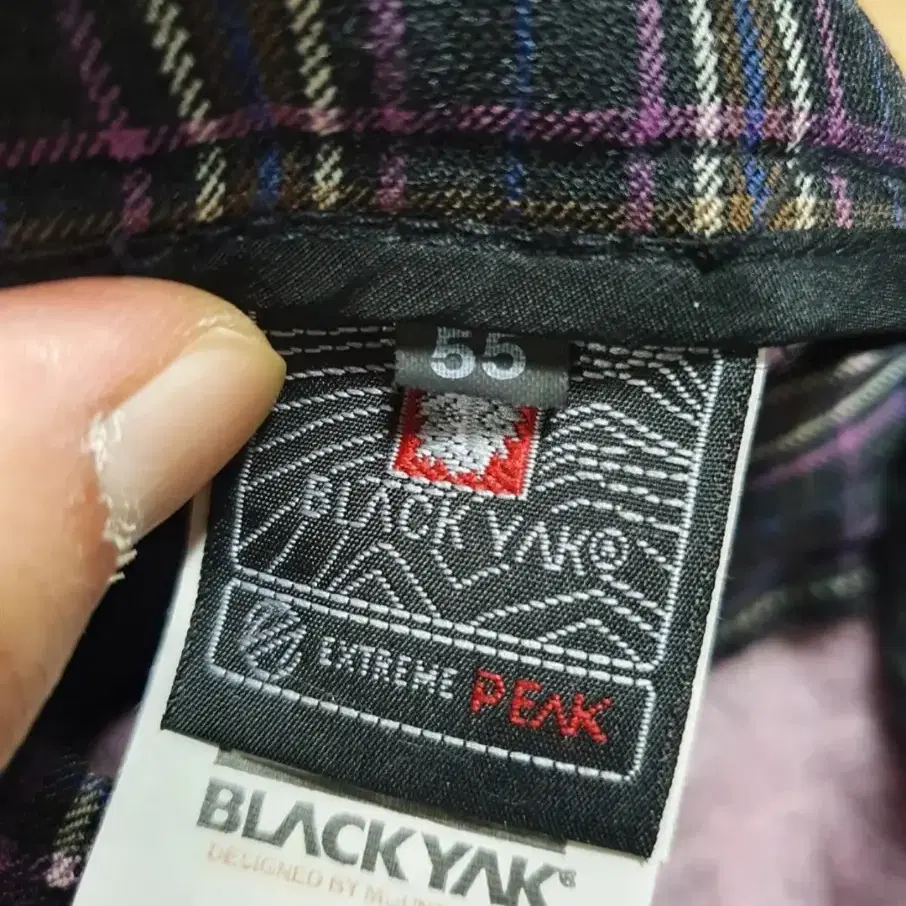 55
BLACKYAK®
EXTREME PEAK
BLACKYAK®
DESIGNED BY